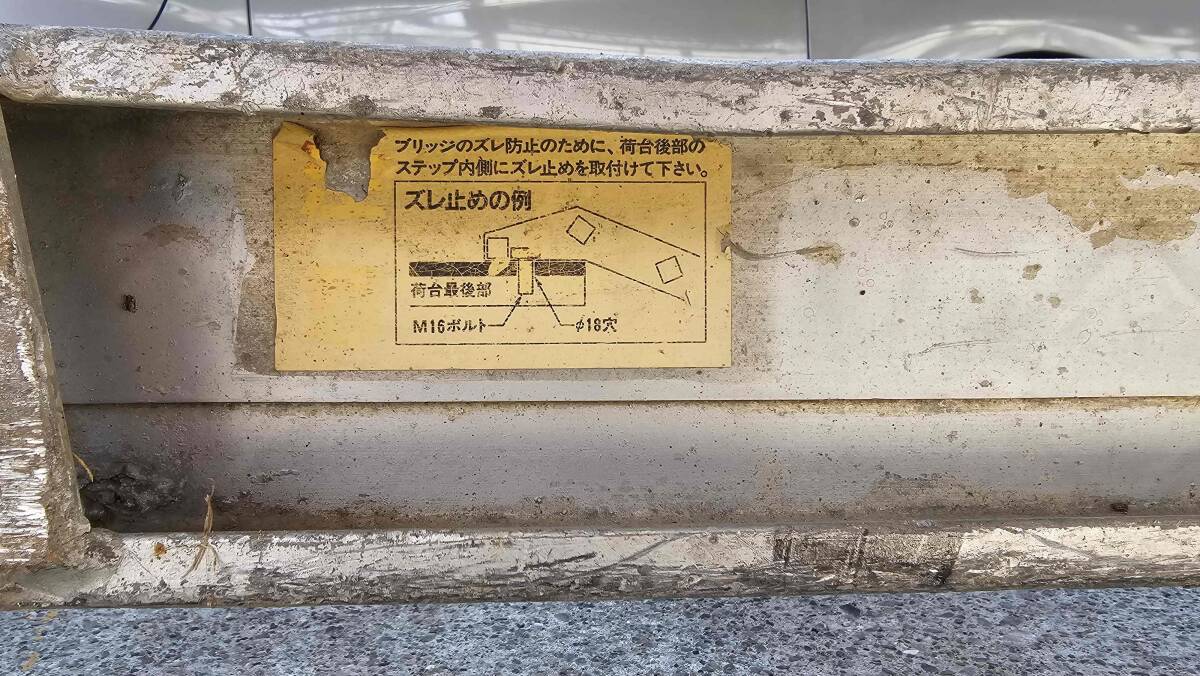 ブリッジのズレ防止のために、荷台後部の
ステップ内側にズレ止めを取付けて下さい。
ズレ止めの例
荷台最後部
M16ボルト
φ18穴